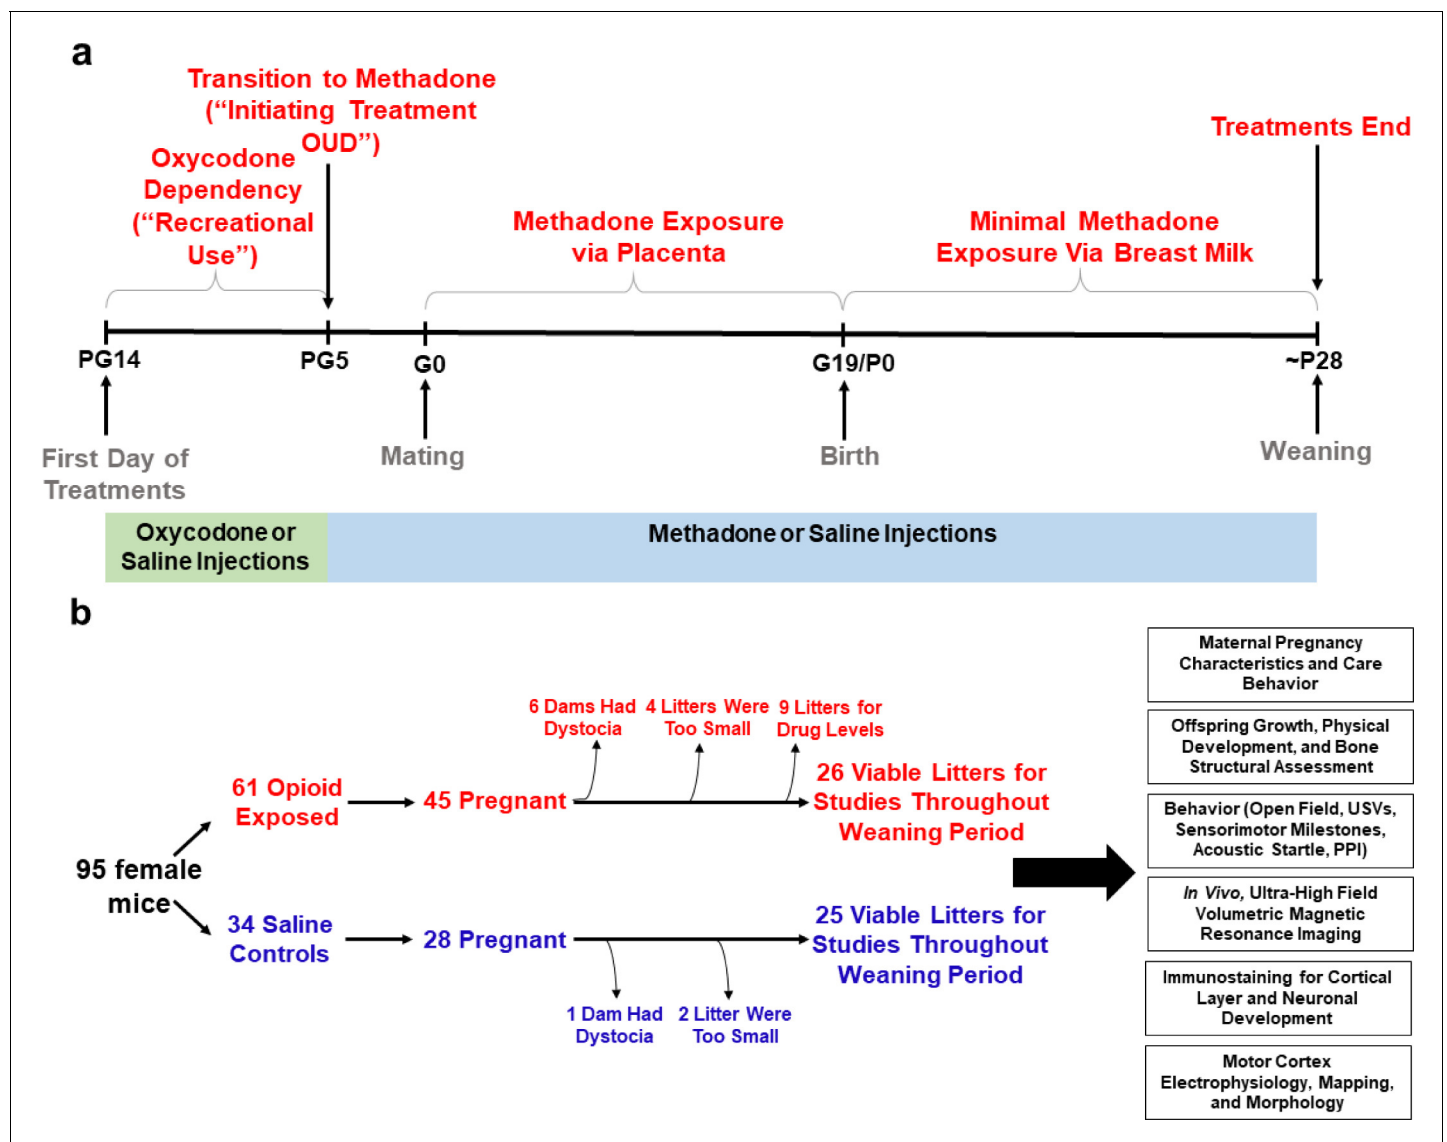 a
Transition to Methadone
(“Initiating Treatment
OUD”)
Oxycodone
Dependency
(“Recreational
Use”)
Methadone Exposure
via Placenta
Minimal Methadone
Exposure Via Breast Milk
Treatments End
PG14
PG5
G0
G19/P0
~P28
First Day of
Treatments
Mating
Birth
Weaning
Oxycodone or
Saline Injections
Methadone or Saline Injections
b
95 female
mice
61 Opioid
Exposed
45 Pregnant
6 Dams Had
Dystocia
4 Litters Were
Too Small
9 Litters for
Drug Levels
26 Viable Litters for
Studies Throughout
Weaning Period
34 Saline
Controls
28 Pregnant
1 Dam Had
Dystocia
2 Litter Were
Too Small
25 Viable Litters for
Studies Throughout
Weaning Period
Maternal Pregnancy
Characteristics and Care
Behavior
Offspring Growth, Physical
Development, and Bone
Structural Assessment
Behavior (Open Field, USVs,
Sensorimotor Milestones,
Acoustic Startle, PPI)
In Vivo, Ultra-High Field
Volumetric Magnetic
Resonance Imaging
Immunostaining for Cortical
Layer and Neuronal
Development
Motor Cortex
Electrophysiology, Mapping,
and Morphology